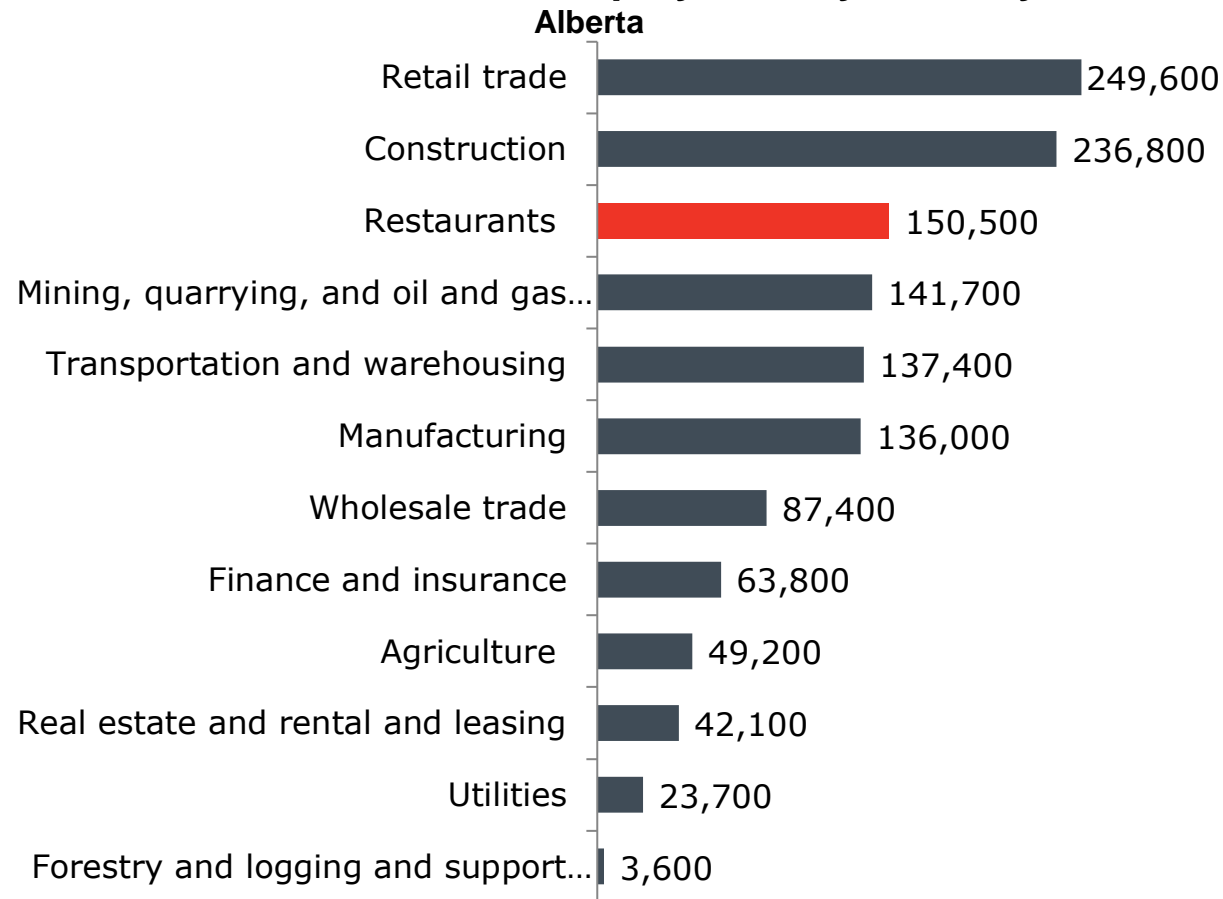 Alberta
Retail trade 249,600
Construction 236,800
Restaurants 150,500
Mining, quarrying, and oil and gas... 141,700
Transportation and warehousing 137,400
Manufacturing 136,000
Wholesale trade 87,400
Finance and insurance 63,800
Agriculture 49,200
Real estate and rental and leasing 42,100
Utilities 23,700
Forestry and logging and support... 3,600